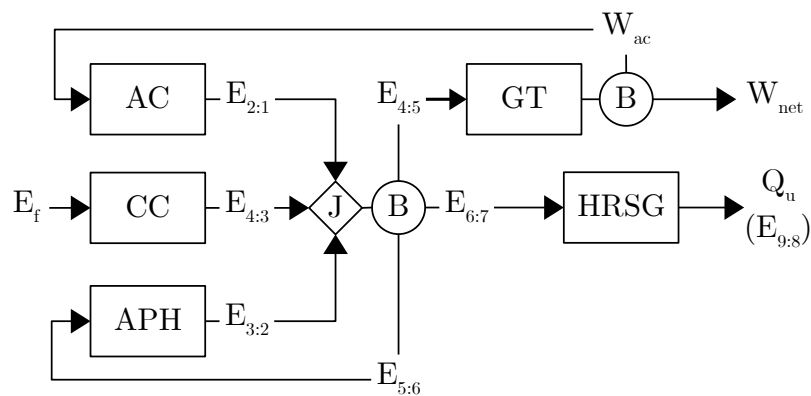 W_ac
AC E_2:1 E_4:5 GT B W_net
E_f CC E_4:3 J B E_6:7 HRSG Q_u
(E_9:8)
APH E_3:2
E_5:6